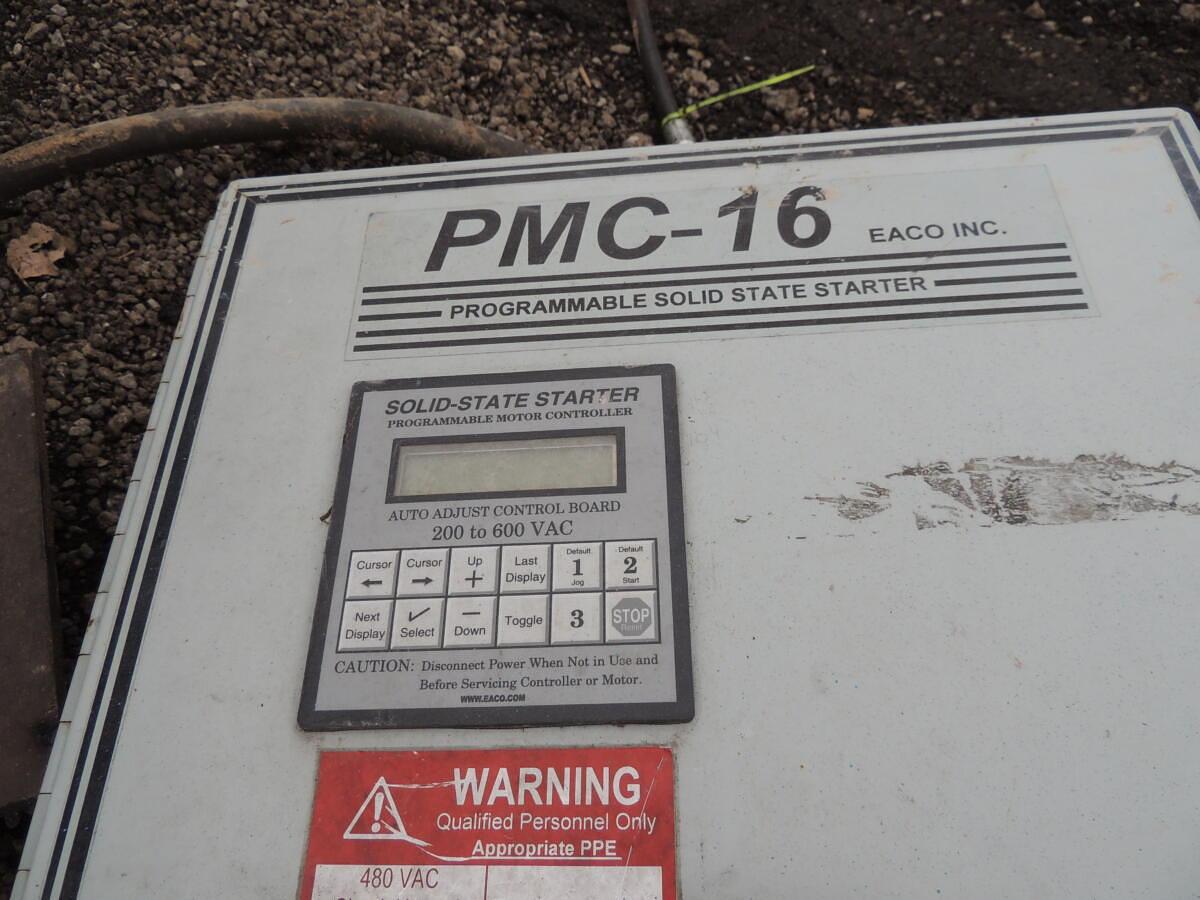 PMC-16 EACO INC.
PROGRAMMABLE SOLID STATE STARTER
SOLID-STATE STARTER
PROGRAMMABLE MOTOR CONTROLLER
AUTO ADJUST CONTROL BOARD
200 to 600 VAC
Cursor ← Cursor → Up + Last Display Default 1 Jog Default 2 Start
Next Display ✓ Select − Down Toggle 3 STOP Reset
CAUTION: Disconnect Power When Not in Use and
Before Servicing Controller or Motor.
WWW.EACO.COM
WARNING
Qualified Personnel Only
Appropriate PPE
480 VAC